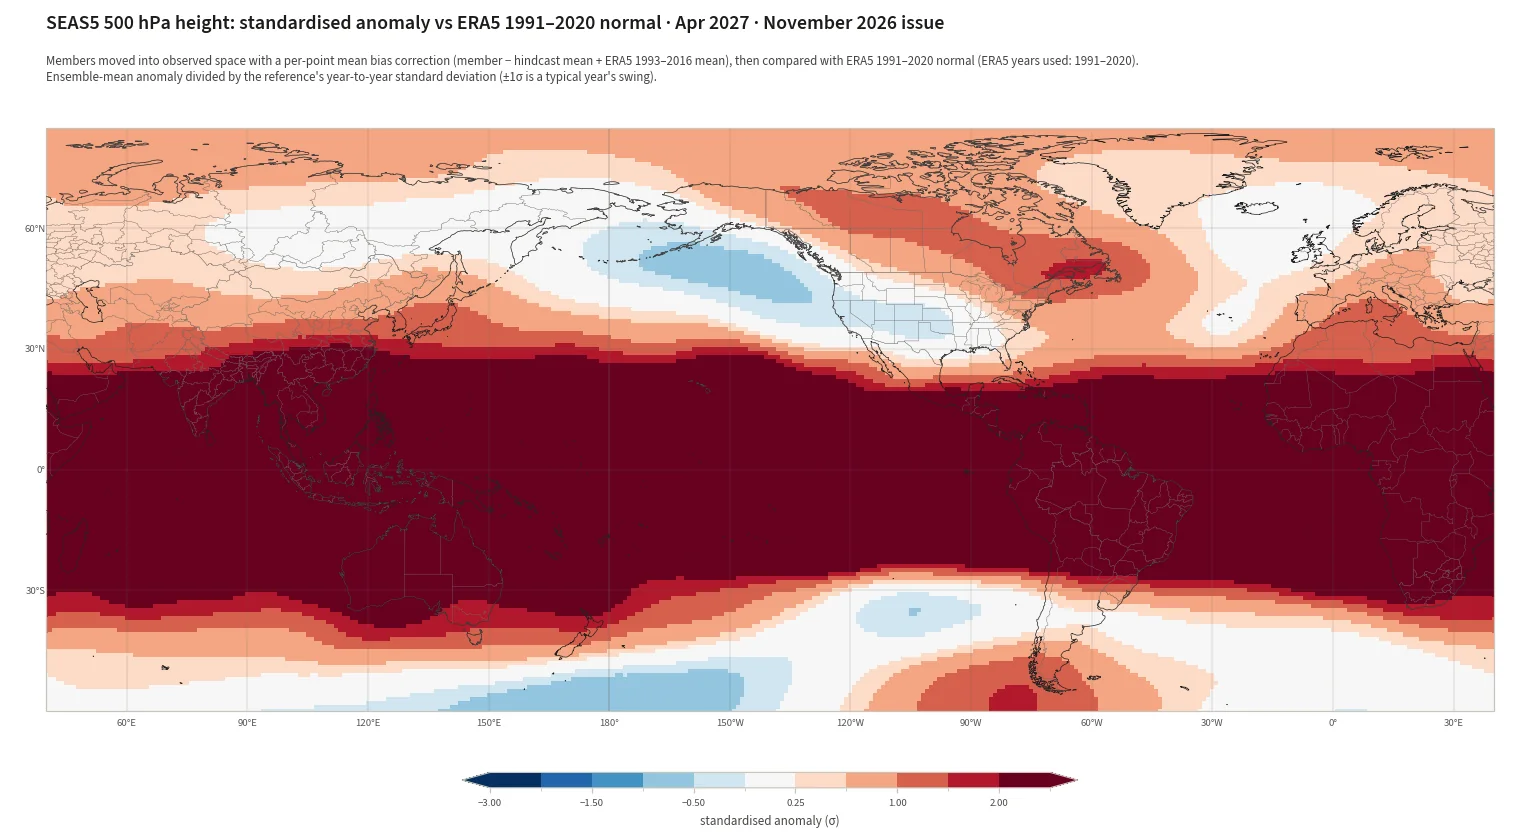 SEAS5 500 hPa height: standardised anomaly vs ERA5 1991–2020 normal · Apr 2027 · November 2026 issue
Members moved into observed space with a per-point mean bias correction (member − hindcast mean + ERA5 1993–2016 mean), then compared with ERA5 1991–2020 normal (ERA5 years used: 1991–2020).
Ensemble-mean anomaly divided by the reference's year-to-year standard deviation (±1σ is a typical year's swing).
60°N
30°N
0°
30°S
60°E 90°E 120°E 150°E 180° 150°W 120°W 90°W 60°W 30°W 0° 30°E
−3.00 −1.50 −0.50 0.25 1.00 2.00
standardised anomaly (σ)